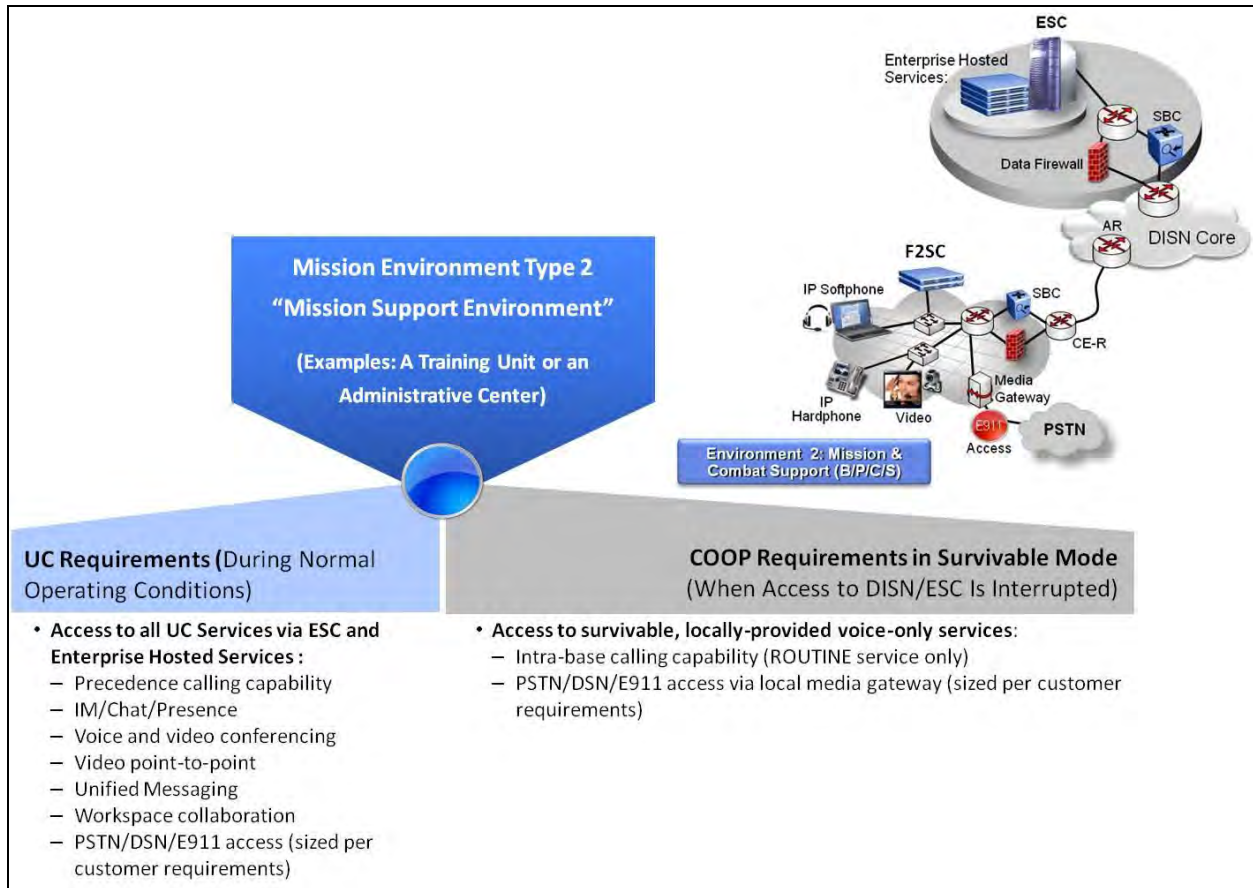 ESC
Enterprise Hosted
Services:
SBC
Data Firewall
AR
DISN Core
F2SC
IP Softphone
SBC
CE-R
IP
Hardphone
Video
Media
Gateway
E911
Access
PSTN
Environment 2: Mission &
Combat Support (B/P/C/S)
Mission Environment Type 2
“Mission Support Environment”
(Examples: A Training Unit or an
Administrative Center)
UC Requirements (During Normal
Operating Conditions)
• Access to all UC Services via ESC and
Enterprise Hosted Services :
– Precedence calling capability
– IM/Chat/Presence
– Voice and video conferencing
– Video point-to-point
– Unified Messaging
– Workspace collaboration
– PSTN/DSN/E911 access (sized per
customer requirements)
COOP Requirements in Survivable Mode
(When Access to DISN/ESC Is Interrupted)
• Access to survivable, locally-provided voice-only services:
– Intra-base calling capability (ROUTINE service only)
– PSTN/DSN/E911 access via local media gateway (sized per customer
requirements)